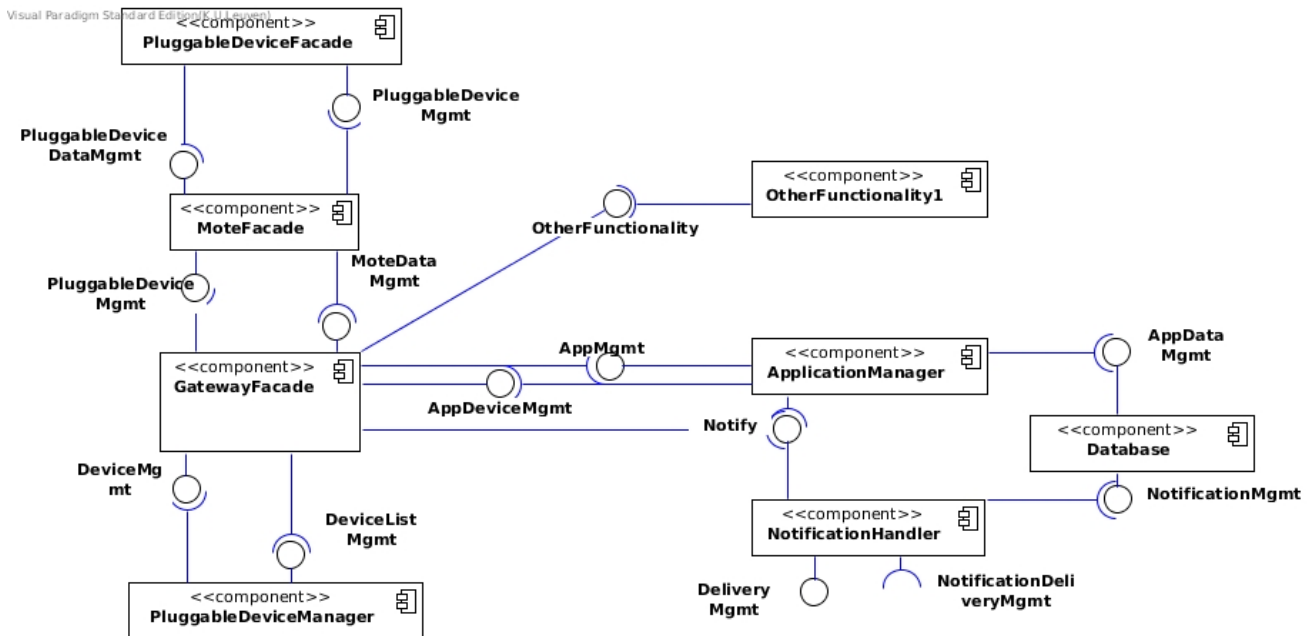 Visual Paradigm Standard Edition(K.U.Leuven)
<<component>>
PluggableDeviceFacade
PluggableDevice
Mgmt
PluggableDevice
DataMgmt
<<component>>
MoteFacade
<<component>>
OtherFunctionality1
OtherFunctionality
PluggableDevice
Mgmt
MoteData
Mgmt
<<component>>
GatewayFacade
AppMgmt
AppDeviceMgmt
<<component>>
ApplicationManager
AppData
Mgmt
Notify
<<component>>
Database
DeviceMg
mt
DeviceList
Mgmt
NotificationMgmt
<<component>>
NotificationHandler
Delivery
Mgmt
NotificationDeli
veryMgmt
<<component>>
PluggableDeviceManager